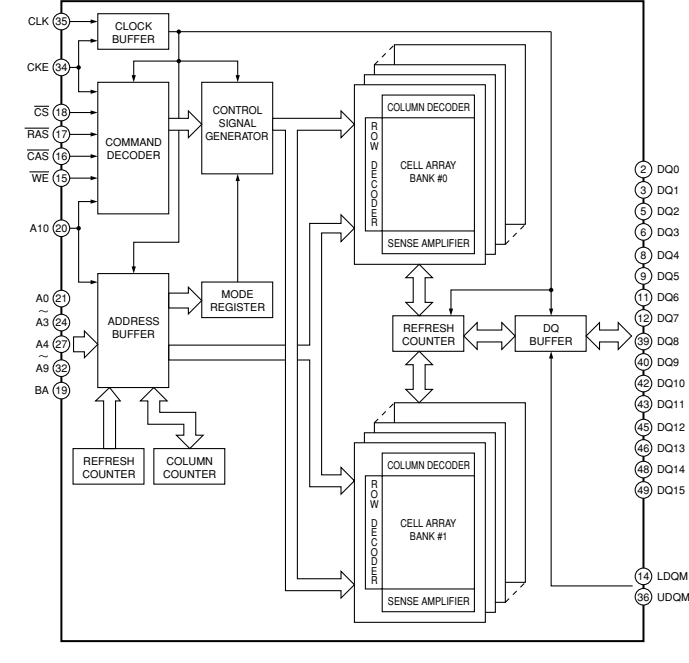 CLK 35
CLOCK
BUFFER
CKE 34
CS 18
RAS 17
CAS 16
WE 15
COMMAND
DECODER
CONTROL
SIGNAL
GENERATOR
A10 20
A0 21
~
A3 24
A4 27
~
A9 32
BA 19
ADDRESS
BUFFER
MODE
REGISTER
REFRESH
COUNTER
COLUMN
COUNTER
COLUMN DECODER
ROW DECODER
CELL ARRAY
BANK #0
SENSE AMPLIFIER
REFRESH
COUNTER
DQ
BUFFER
COLUMN DECODER
ROW DECODER
CELL ARRAY
BANK #1
SENSE AMPLIFIER
2 DQ0
3 DQ1
5 DQ2
6 DQ3
8 DQ4
9 DQ5
11 DQ6
12 DQ7
39 DQ8
40 DQ9
42 DQ10
43 DQ11
45 DQ12
46 DQ13
48 DQ14
49 DQ15
14 LDQM
36 UDQM